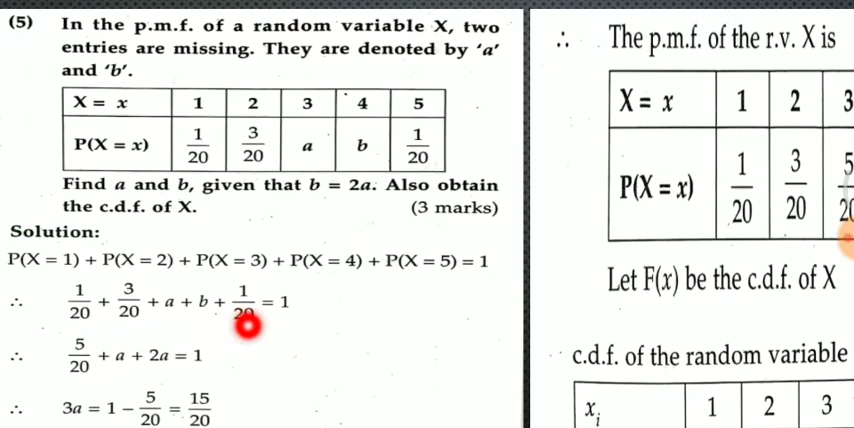 (5) In the p.m.f. of a random variable X, two
entries are missing. They are denoted by 'a'
and 'b'.
X = x 1 2 3 4 5
P(X = x) 1/20 3/20 a b 1/20
Find a and b, given that b = 2a. Also obtain
the c.d.f. of X. (3 marks)
Solution:
P(X = 1) + P(X = 2) + P(X = 3) + P(X = 4) + P(X = 5) = 1
∴ 1/20 + 3/20 + a + b + 1/20 = 1
∴ 5/20 + a + 2a = 1
∴ 3a = 1 - 5/20 = 15/20
∴ The p.m.f. of the r.v. X is
X = x 1 2 3
P(X = x) 1/20 3/20 5/20
Let F(x) be the c.d.f. of X
c.d.f. of the random variable
xᵢ 1 2 3